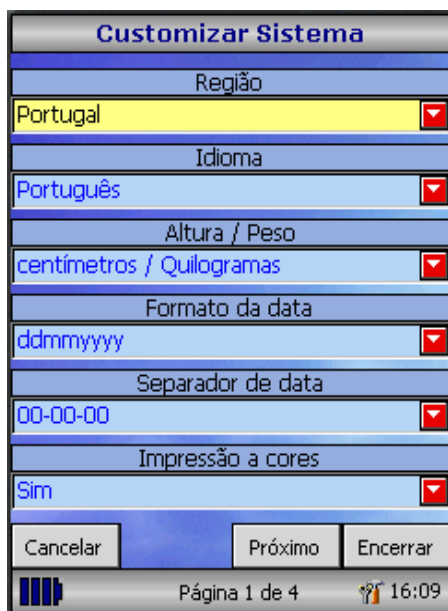 Customizar Sistema
Região
Portugal
Idioma
Português
Altura / Peso
centímetros / Quilogramas
Formato da data
ddmmyyyy
Separador de data
00-00-00
Impressão a cores
Sim
Cancelar Próximo Encerrar
Página 1 de 4 16:09